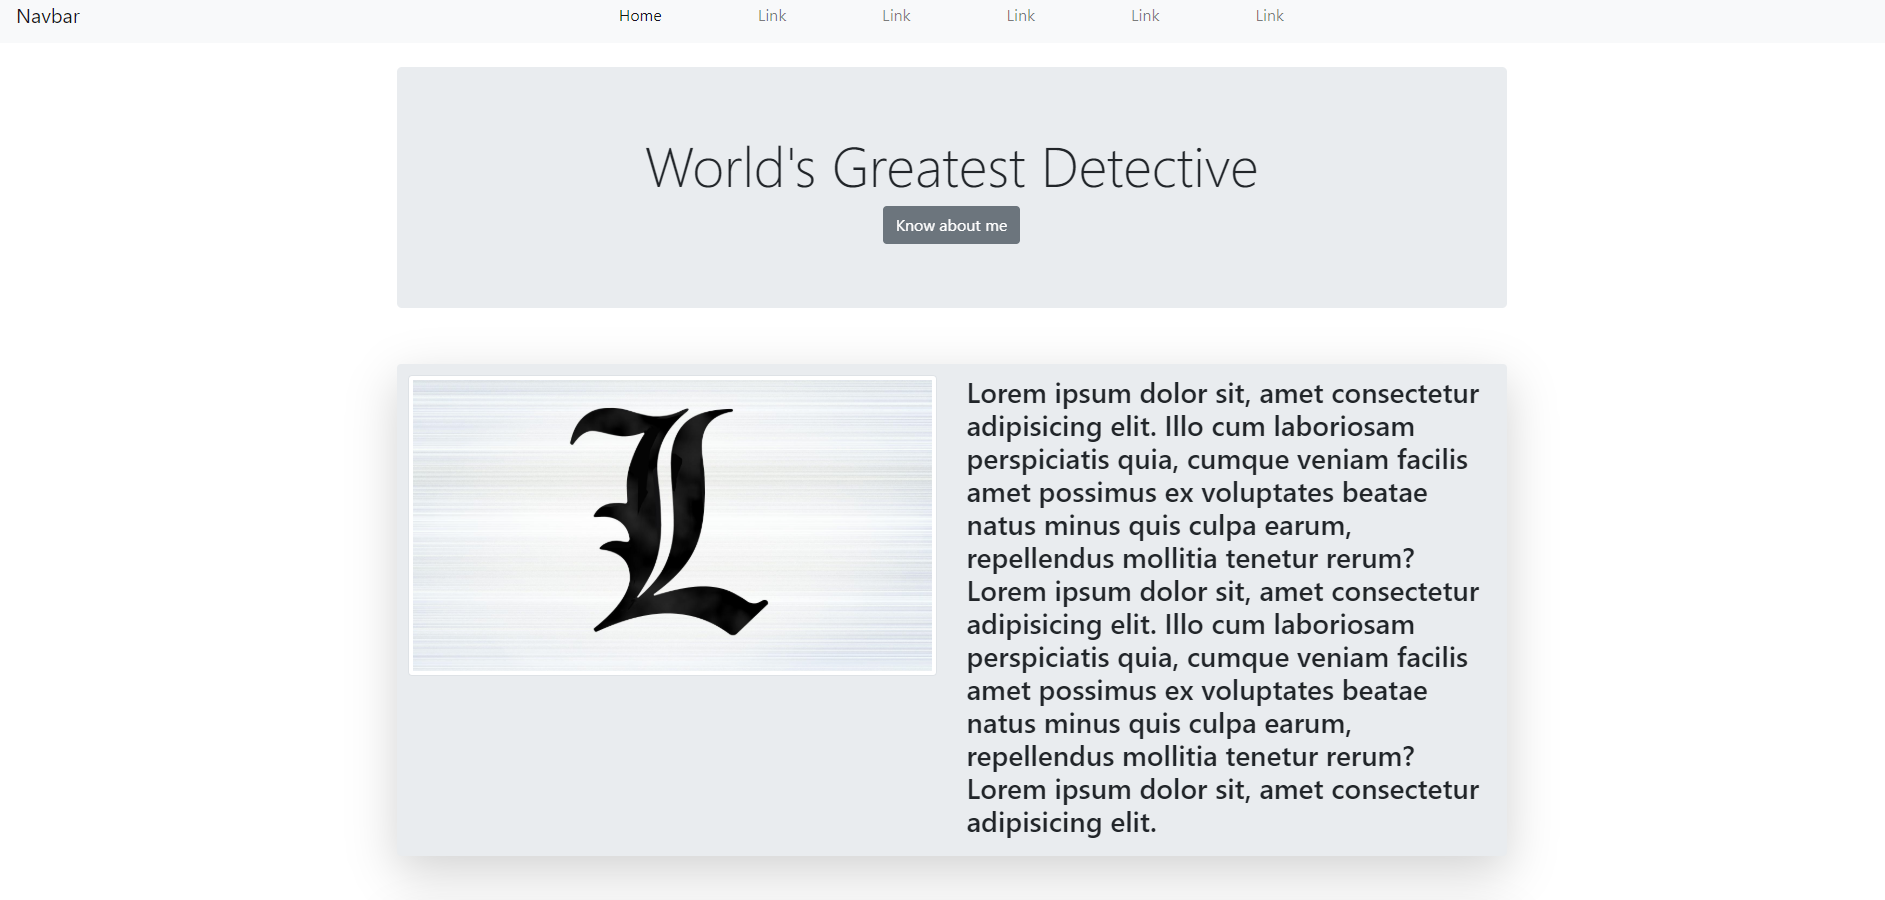 Navbar Home Link Link Link Link Link
World's Greatest Detective
Know about me
L
Lorem ipsum dolor sit, amet consectetur
adipisicing elit. Illo cum laboriosam
perspiciatis quia, cumque veniam facilis
amet possimus ex voluptates beatae
natus minus quis culpa earum,
repellendus mollitia tenetur rerum?
Lorem ipsum dolor sit, amet consectetur
adipisicing elit. Illo cum laboriosam
perspiciatis quia, cumque veniam facilis
amet possimus ex voluptates beatae
natus minus quis culpa earum,
repellendus mollitia tenetur rerum?
Lorem ipsum dolor sit, amet consectetur
adipisicing elit.